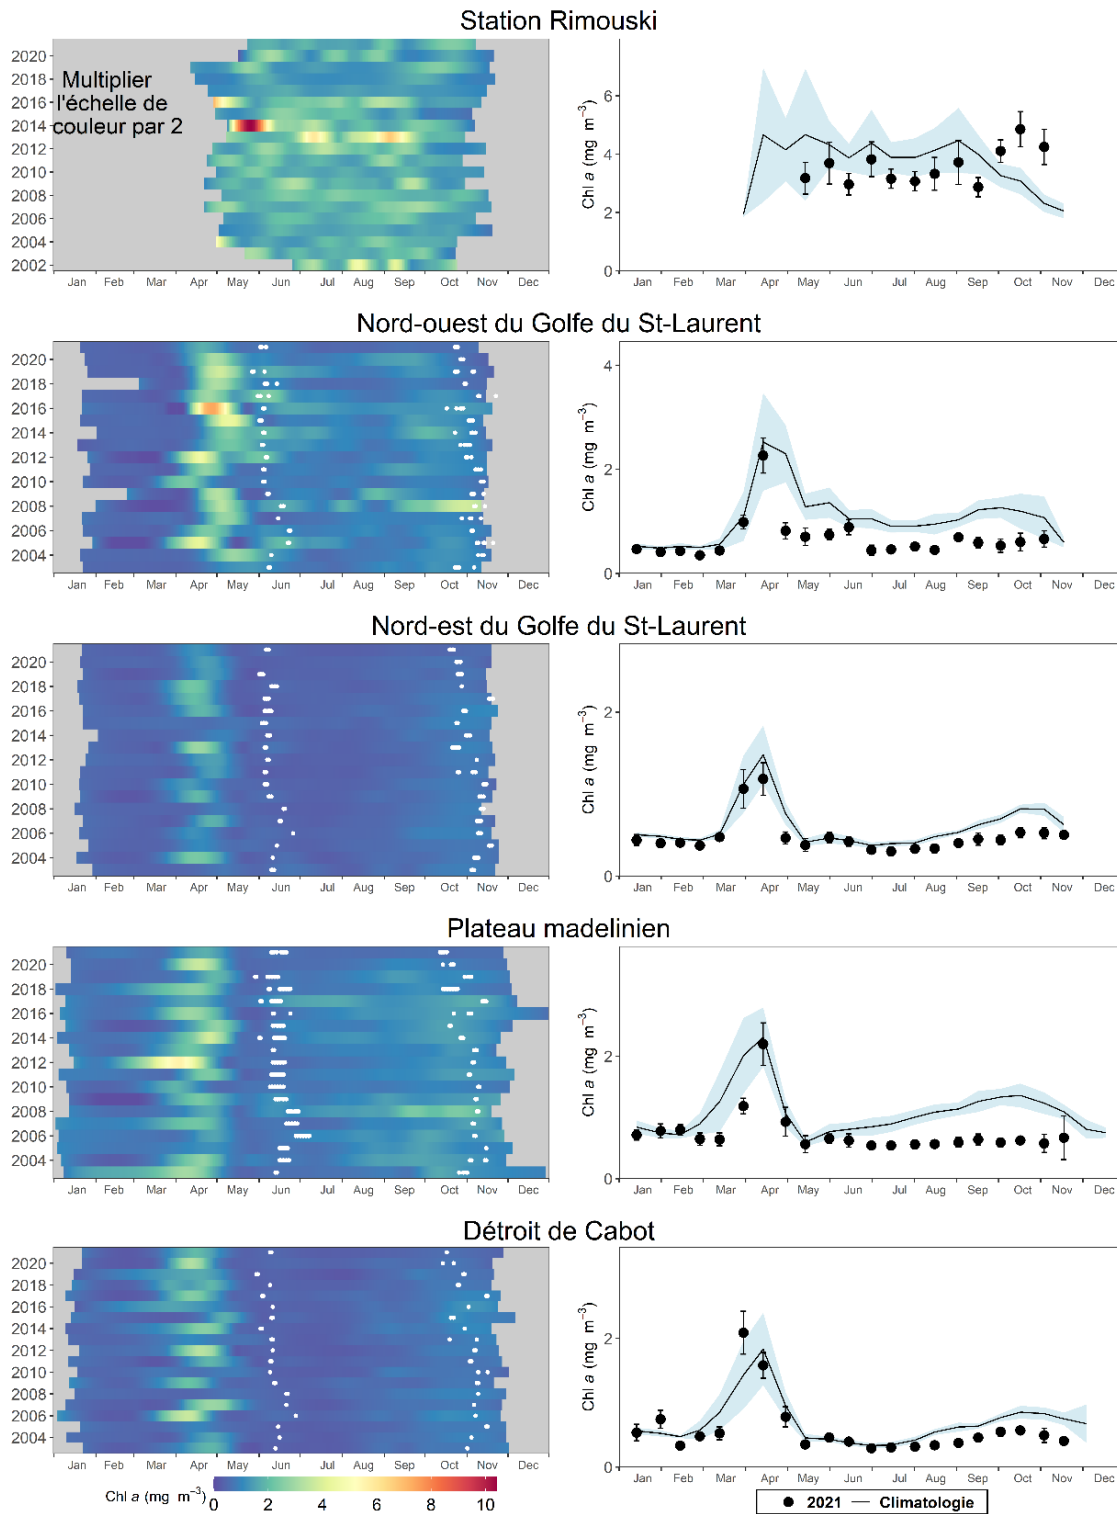 Station Rimouski
2020
2018
2016
2014
2012
2010
2008
2006
2004
2002
Multiplier
l'échelle de
couleur par 2
Jan Feb Mar Apr May Jun Jul Aug Sep Oct Nov Dec
Chl a (mg m−3)
6
4
2
0
Jan Feb Mar Apr May Jun Jul Aug Sep Oct Nov Dec
Nord-ouest du Golfe du St-Laurent
2020
2018
2016
2014
2012
2010
2008
2006
2004
Jan Feb Mar Apr May Jun Jul Aug Sep Oct Nov Dec
Chl a (mg m−3)
4
2
0
Jan Feb Mar Apr May Jun Jul Aug Sep Oct Nov Dec
Nord-est du Golfe du St-Laurent
2020
2018
2016
2014
2012
2010
2008
2006
2004
Jan Feb Mar Apr May Jun Jul Aug Sep Oct Nov Dec
Chl a (mg m−3)
2
0
Jan Feb Mar Apr May Jun Jul Aug Sep Oct Nov Dec
Plateau madelinien
2020
2018
2016
2014
2012
2010
2008
2006
2004
Jan Feb Mar Apr May Jun Jul Aug Sep Oct Nov Dec
Chl a (mg m−3)
2
0
Jan Feb Mar Apr May Jun Jul Aug Sep Oct Nov Dec
Détroit de Cabot
2020
2018
2016
2014
2012
2010
2008
2006
2004
Jan Feb Mar Apr May Jun Jul Aug Sep Oct Nov Dec
Chl a (mg m−3)
2
0
Jan Feb Mar Apr May Jun Jul Aug Sep Oct Nov Dec
Chl a (mg m−3) 0 2 4 6 8 10
2021 Climatologie